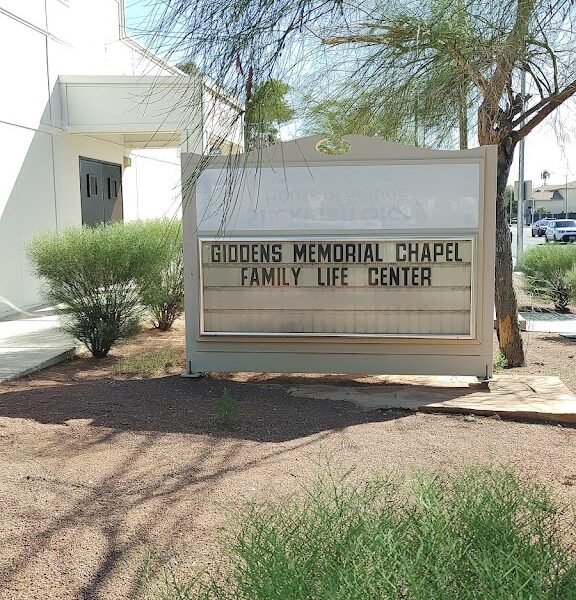 GIDDENS MEMORIAL CHAPEL
FAMILY LIFE CENTER